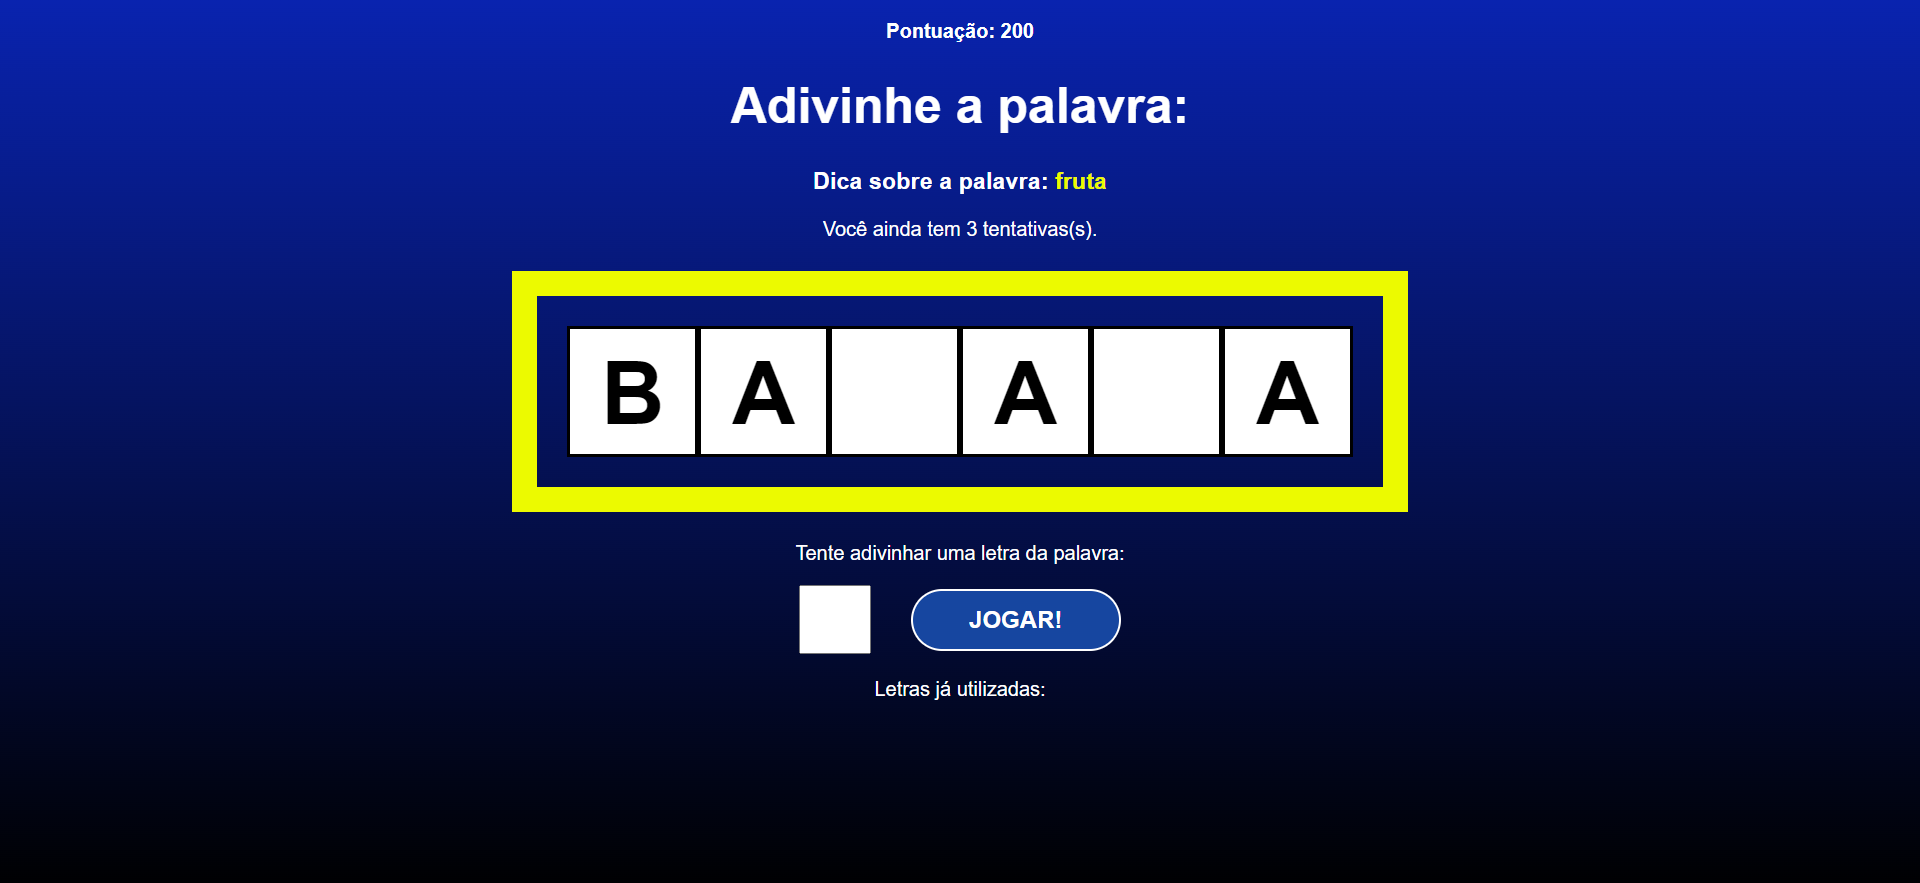 Pontuação: 200
Adivinhe a palavra:
Dica sobre a palavra: fruta
Você ainda tem 3 tentativas(s).
B A A A
Tente adivinhar uma letra da palavra:
JOGAR!
Letras já utilizadas: